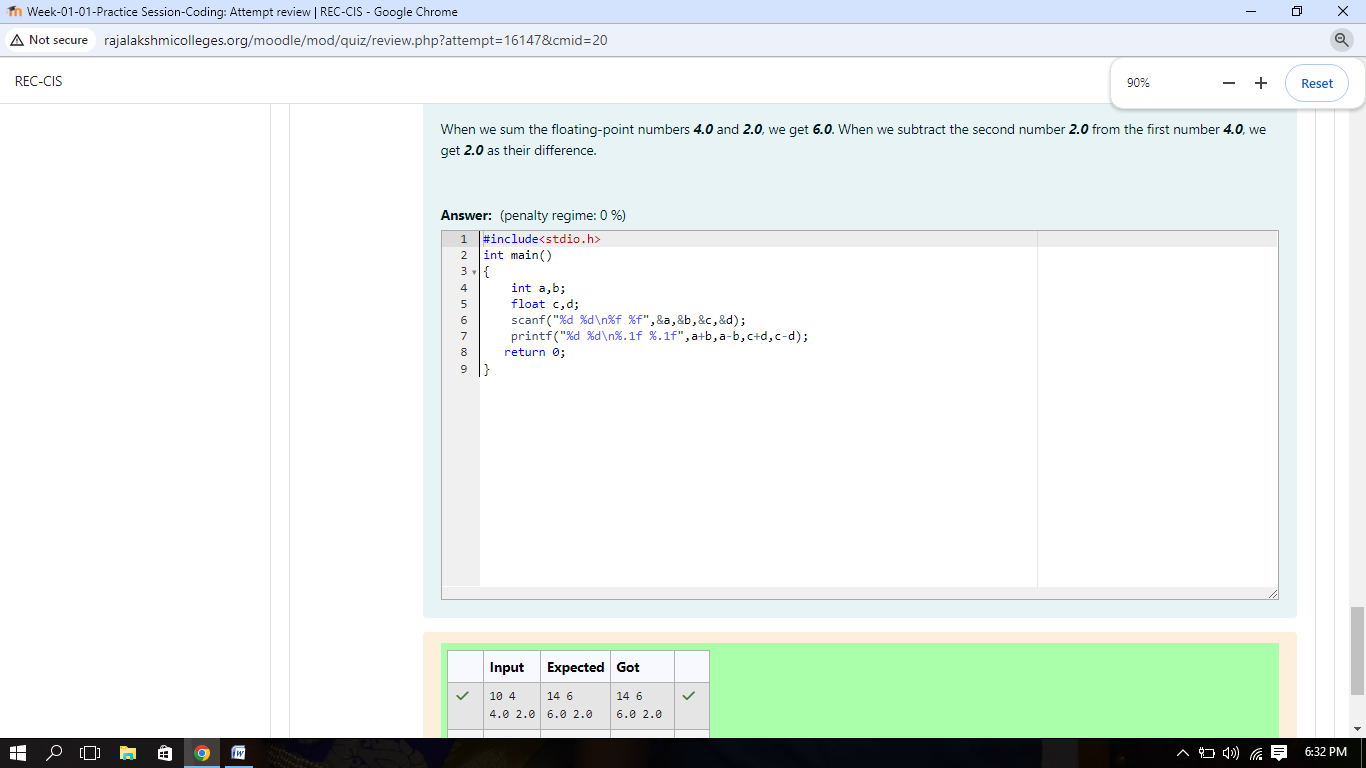 Week-01-01-Practice Session-Coding: Attempt review | REC-CIS - Google Chrome
Not secure rajalakshmicolleges.org/moodle/mod/quiz/review.php?attempt=16147&cmid=20
REC-CIS
90%
Reset
When we sum the floating-point numbers 4.0 and 2.0, we get 6.0. When we subtract the second number 2.0 from the first number 4.0, we
get 2.0 as their difference.
Answer: (penalty regime: 0 %)
1 #include<stdio.h>
2 int main()
3 {
4 int a,b;
5 float c,d;
6 scanf("%d %d\n%f %f",&a,&b,&c,&d);
7 printf("%d %d\n%.1f %.1f",a+b,a-b,c+d,c-d);
8 return 0;
9 }
Input Expected Got
10 4 14 6 14 6
4.0 2.0 6.0 2.0 6.0 2.0
6:32 PM